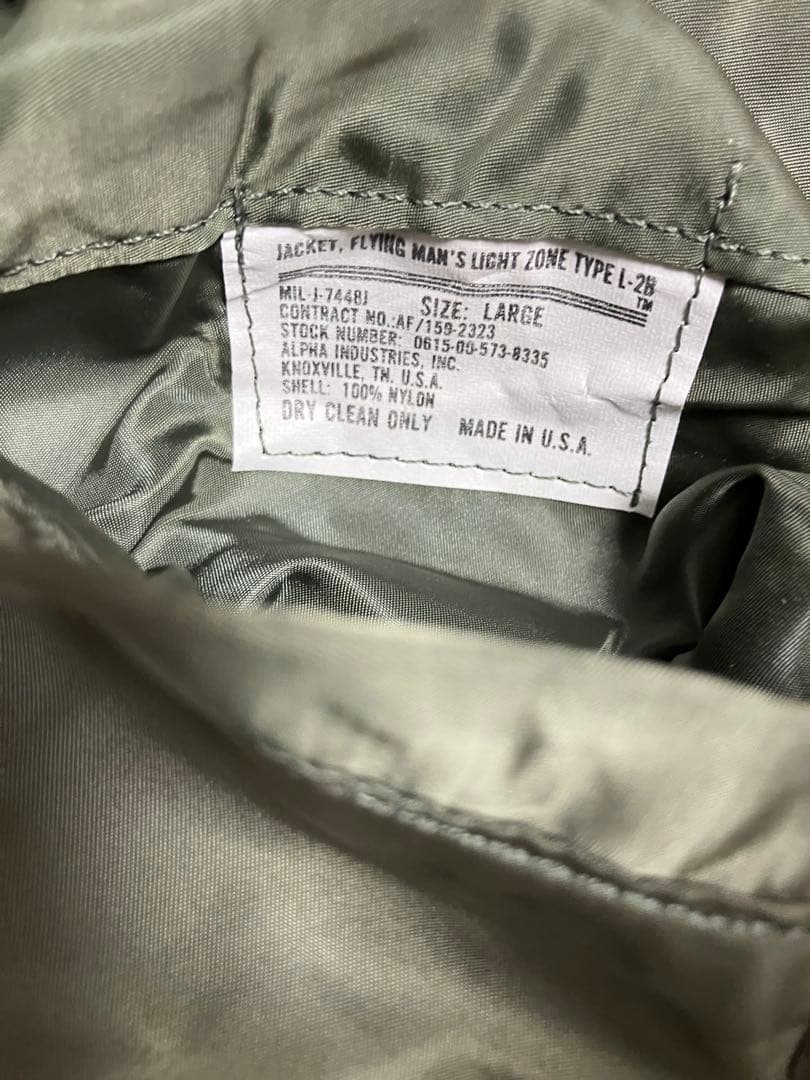 JACKET, FLYING MAN'S LIGHT ZONE TYPE L-2B
TM
MIL-J-7448J SIZE: LARGE
CONTRACT NO.:AF/159-2323
STOCK NUMBER: 0615-00-573-8335
ALPHA INDUSTRIES, INC.
KNOXVILLE, TN. U.S.A.
SHELL: 100% NYLON
DRY CLEAN ONLY MADE IN U.S.A.